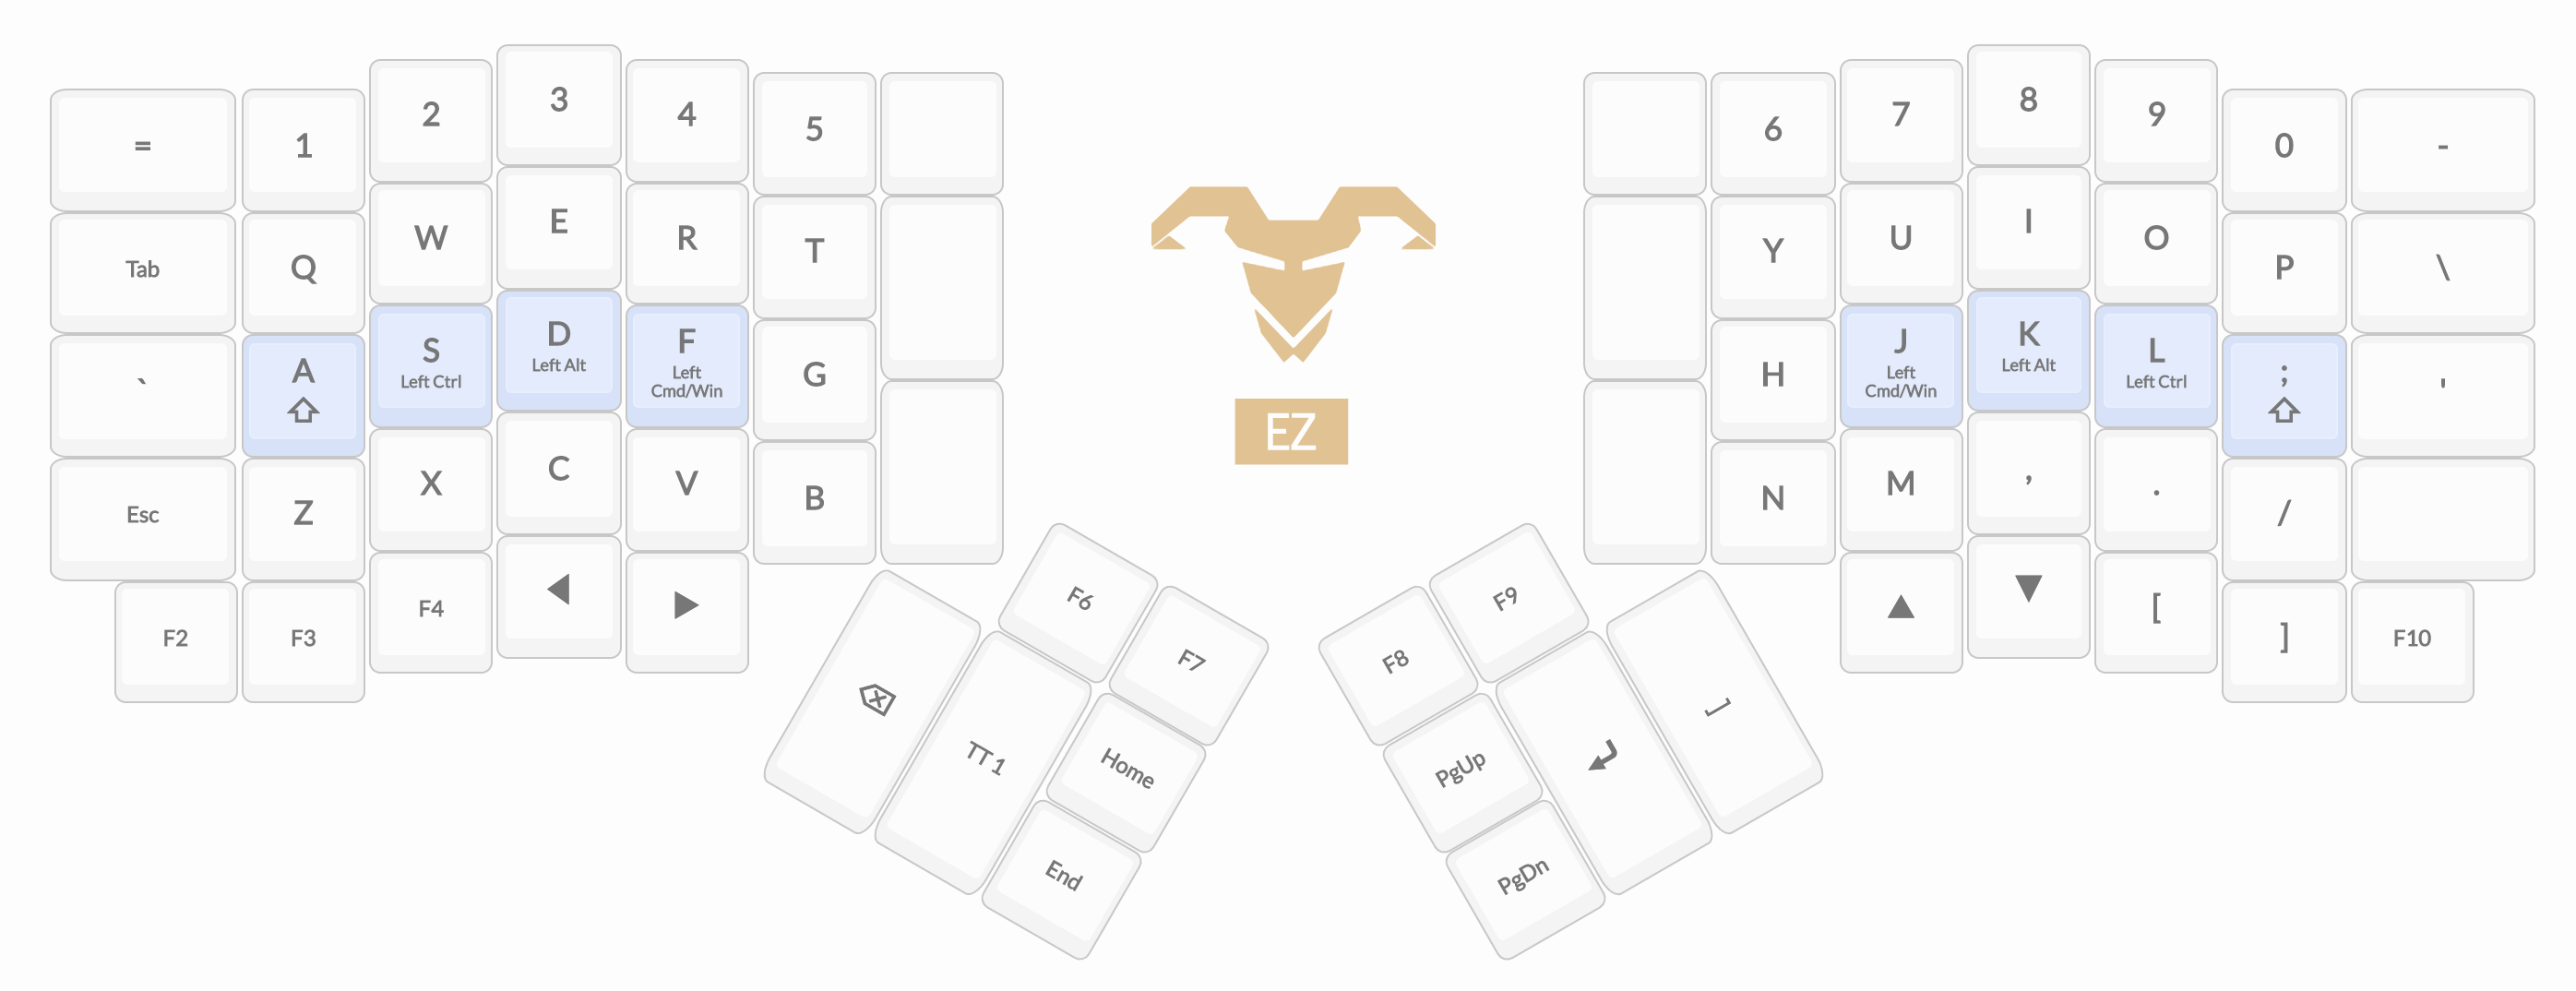 = 1 2 3 4 5
Tab Q W E R T
` A S D F G
Left Ctrl Left Alt Left
Cmd/Win
Esc Z X C V B
F2 F3 F4
F6
F7
TT 1
Home
End
EZ
6 7 8 9 0 -
Y U I O P \
H J K L ; '
Left Left Alt Left Ctrl
Cmd/Win
N M , . /
[ ] F10
F9
F8
PgUp
PgDn